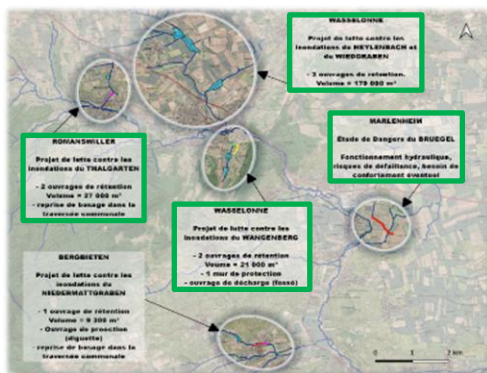 WASSELONNE
Projet de lutte contre les
inondations du HEYLENBACH et
du WIEDGRABEN
- 3 ouvrages de rétention.
Volume = 179 000 m³
ROMANSWILLER
Projet de lutte contre les
inondations du THALGARTEN
- 2 ouvrages de rétention
Volume = 27 000 m³
- reprise de busage dans la
traversée communale
MARLENHEIM
Etude de Dangers du BRUEGEL
Fonctionnement hydraulique,
risques de défaillance, besoin de
confortement éventuel
WASSELONNE
Projet de lutte contre les
inondations du WANGENBERG
- 2 ouvrages de rétention
Voume = 21 000 m³
- 1 mur de protection
- ouvrage de décharge (fossé)
BERGBIETEN
Projet de lutte contre les
inondations du
NIEDERMATTGRABEN
- 1 ouvrage de rétention
Volume = 9 300 m³
- Ouvrage de proection
(diguette)
- reprise de busage dans la
traversée communale
0 1 2 km